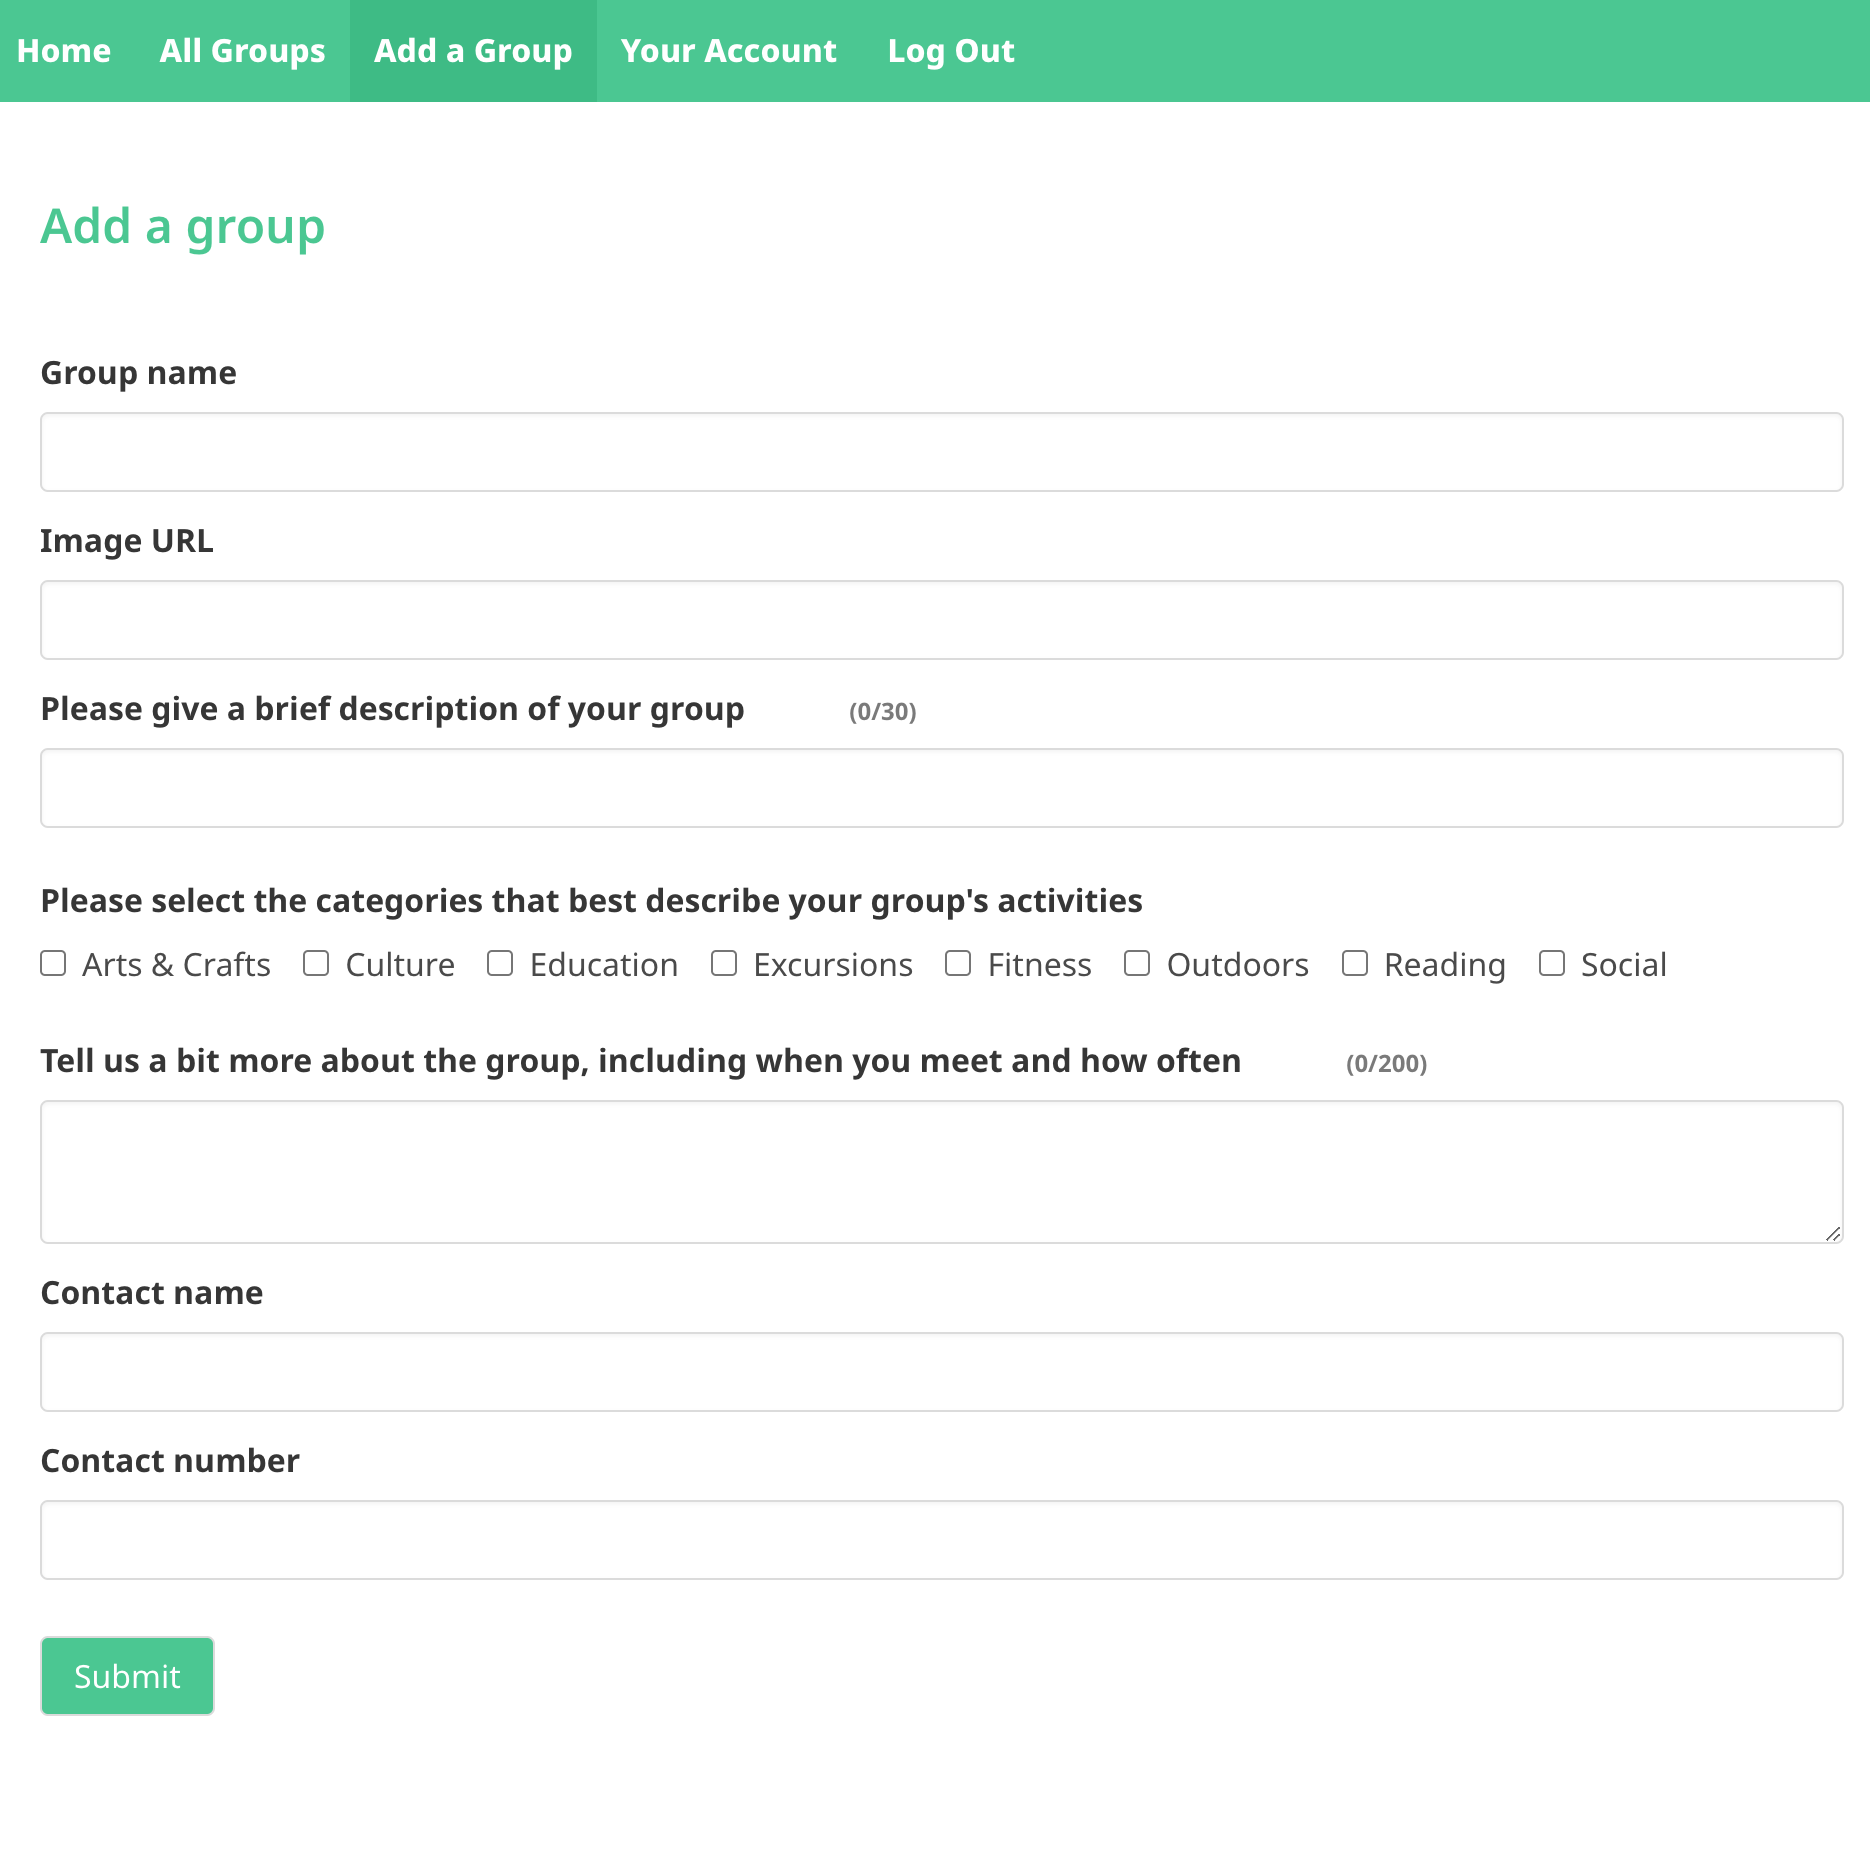 Home All Groups Add a Group Your Account Log Out
Add a group
Group name
Image URL
Please give a brief description of your group (0/30)
Please select the categories that best describe your group's activities
Arts & Crafts Culture Education Excursions Fitness Outdoors Reading Social
Tell us a bit more about the group, including when you meet and how often (0/200)
Contact name
Contact number
Submit